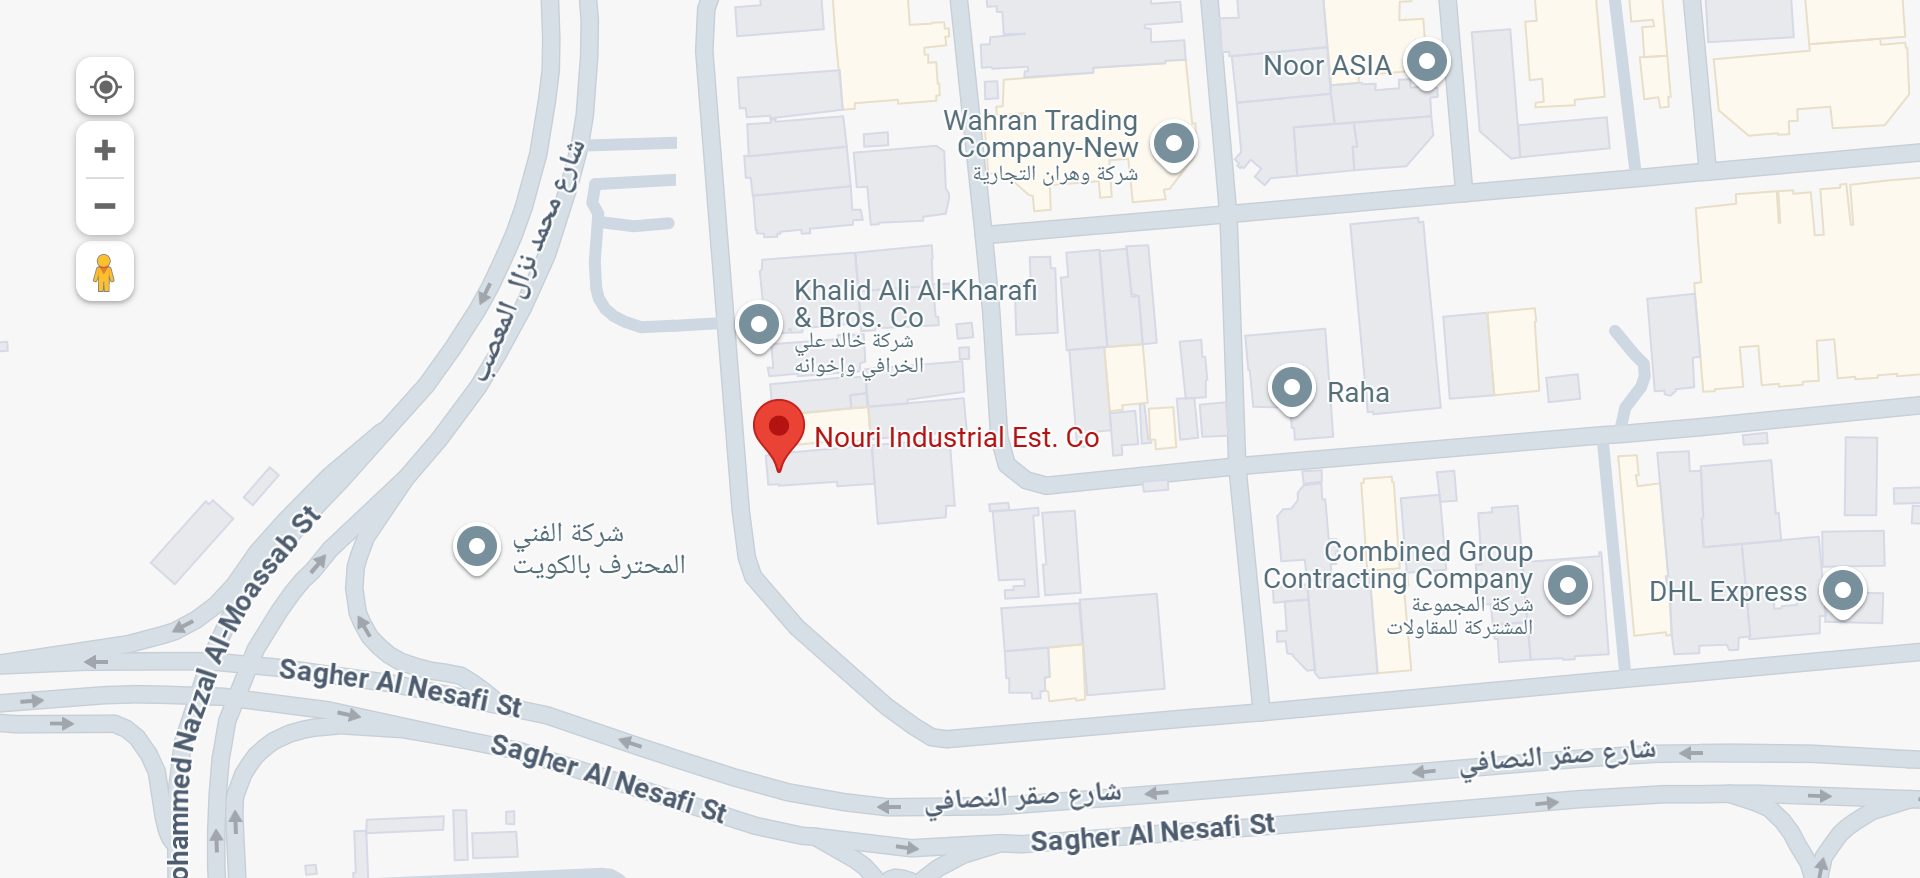 Noor ASIA
Wahran Trading
Company-New
شركة وهران التجارية
شارع محمد نزال المعصب
Khalid Ali Al-Kharafi
& Bros. Co
شركة خالد علي
الخرافي وإخوانه
Raha
Nouri Industrial Est. Co
شركة الفني
المحترف بالكويت
Combined Group
Contracting Company
شركة المجموعة
المشتركة للمقاولات
DHL Express
ohammed Nazzal Al-Moassab St
Sagher Al Nesafi St
Sagher Al Nesafi St
شارع صقر النصافي
شارع صقر النصافي
Sagher Al Nesafi St